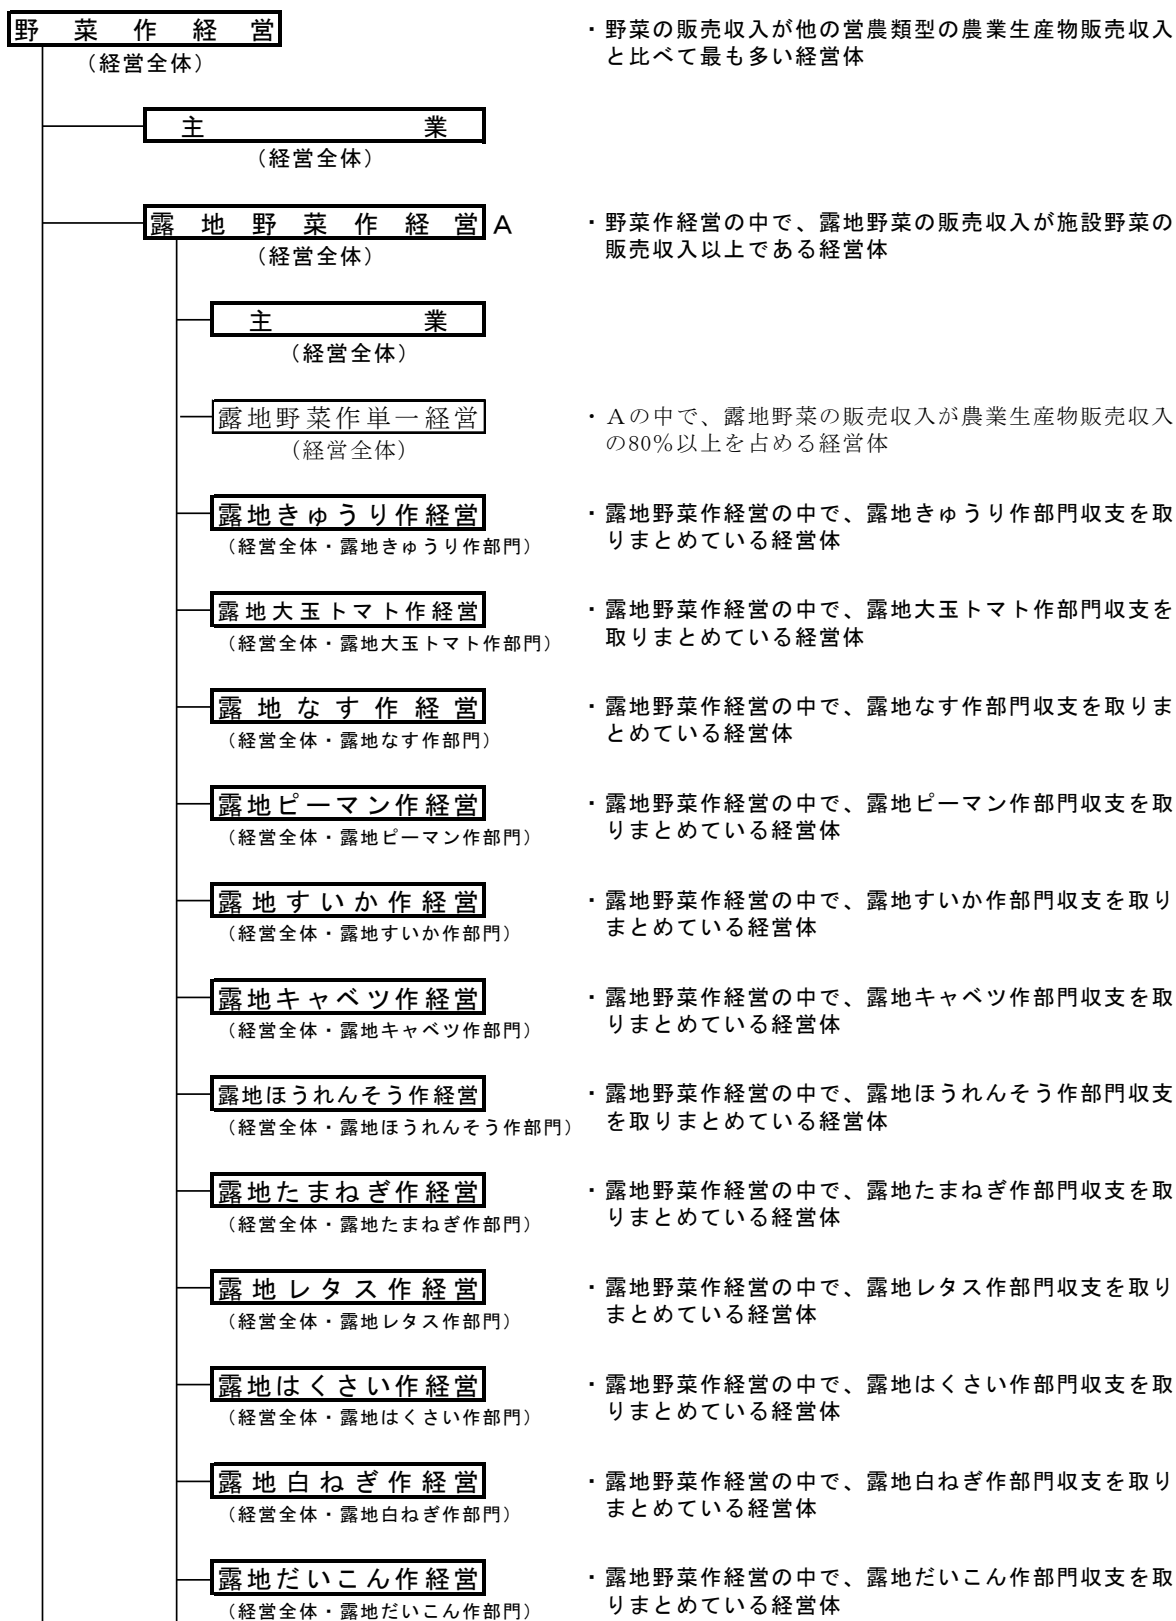 野菜作経営
・野菜の販売収入が他の営農類型の農業生産物販売収入
と比べて最も多い経営体
（経営全体）
主業
（経営全体）
露地野菜作経営 A
・野菜作経営の中で、露地野菜の販売収入が施設野菜の
販売収入以上である経営体
（経営全体）
主業
（経営全体）
露地野菜作単一経営
・Aの中で、露地野菜の販売収入が農業生産物販売収入
の80％以上を占める経営体
（経営全体）
露地きゅうり作経営
・露地野菜作経営の中で、露地きゅうり作部門収支を取
りまとめている経営体
（経営全体・露地きゅうり作部門）
露地大玉トマト作経営
・露地野菜作経営の中で、露地大玉トマト作部門収支を
取りまとめている経営体
（経営全体・露地大玉トマト作部門）
露地なす作経営
・露地野菜作経営の中で、露地なす作部門収支を取りま
とめている経営体
（経営全体・露地なす作部門）
露地ピーマン作経営
・露地野菜作経営の中で、露地ピーマン作部門収支を取
りまとめている経営体
（経営全体・露地ピーマン作部門）
露地すいか作経営
・露地野菜作経営の中で、露地すいか作部門収支を取り
まとめている経営体
（経営全体・露地すいか作部門）
露地キャベツ作経営
・露地野菜作経営の中で、露地キャベツ作部門収支を取
りまとめている経営体
（経営全体・露地キャベツ作部門）
露地ほうれんそう作経営
・露地野菜作経営の中で、露地ほうれんそう作部門収支
を取りまとめている経営体
（経営全体・露地ほうれんそう作部門）
露地たまねぎ作経営
・露地野菜作経営の中で、露地たまねぎ作部門収支を取
りまとめている経営体
（経営全体・露地たまねぎ作部門）
露地レタス作経営
・露地野菜作経営の中で、露地レタス作部門収支を取り
まとめている経営体
（経営全体・露地レタス作部門）
露地はくさい作経営
・露地野菜作経営の中で、露地はくさい作部門収支を取
りまとめている経営体
（経営全体・露地はくさい作部門）
露地白ねぎ作経営
・露地野菜作経営の中で、露地白ねぎ作部門収支を取り
まとめている経営体
（経営全体・露地白ねぎ作部門）
露地だいこん作経営
・露地野菜作経営の中で、露地だいこん作部門収支を取
りまとめている経営体
（経営全体・露地だいこん作部門）